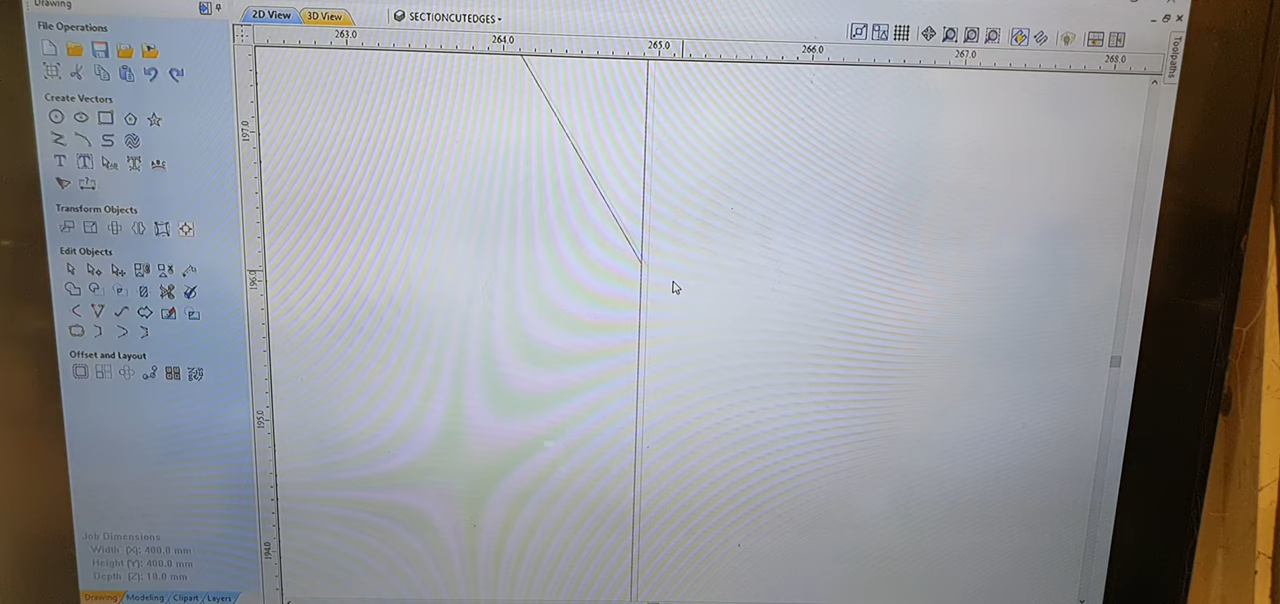 Drawing
File Operations
Create Vectors
Transform Objects
Edit Objects
Offset and Layout
Job Dimensions
Width (X): 400.0 mm
Height (Y): 400.0 mm
Depth (Z): 18.0 mm
Drawing Modeling Clipart Layers
2D View 3D View SECTIONCUTEDGES
263.0 264.0 265.0 266.0 267.0 268.0
197.0
196.0
195.0
194.0
Toolpaths